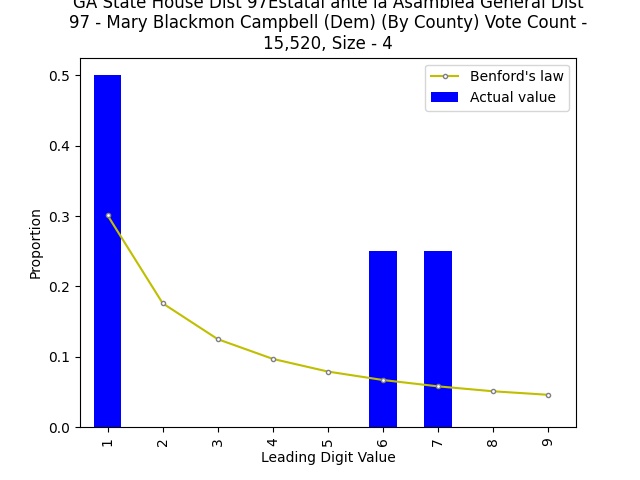 GA State House Dist 97Estatal ante la Asamblea General Dist
97 - Mary Blackmon Campbell (Dem) (By County) Vote Count -
15,520, Size - 4
Benford's law
Actual value
0.5
0.4
0.3
0.2
0.1
0.0
Proportion
1 2 3 4 5 6 7 8 9
Leading Digit Value